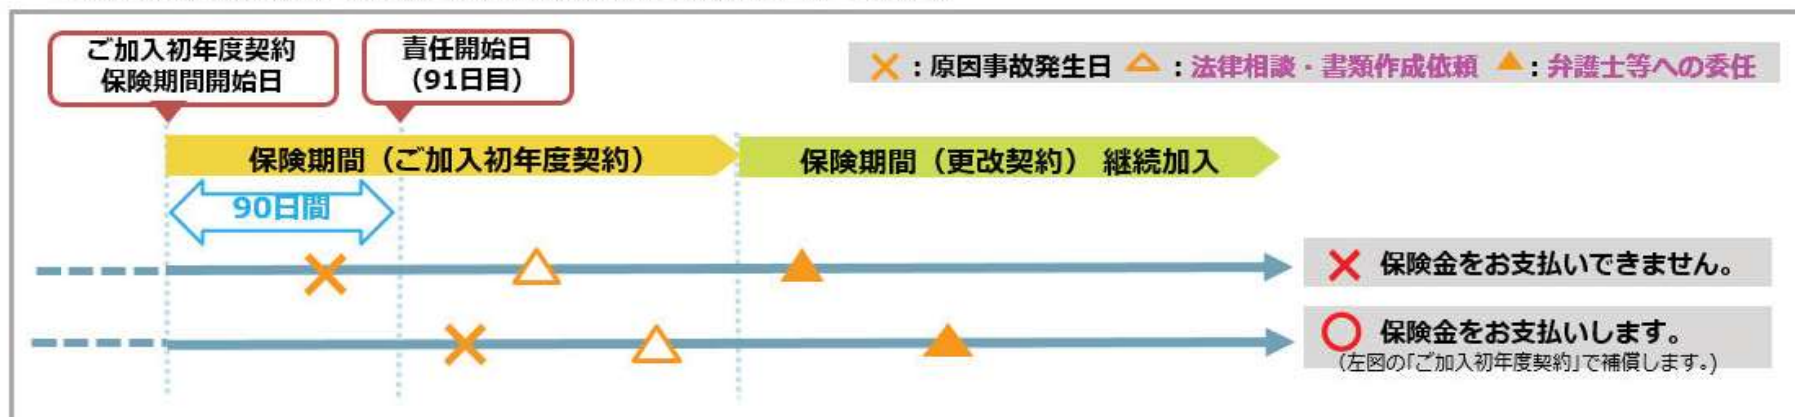 ご加入初年度契約
保険期間開始日
責任開始日
(91日目)
×：原因事故発生日 △：法律相談・書類作成依頼 ▲：弁護士等への委任
保険期間（ご加入初年度契約）
保険期間（更改契約） 継続加入
90日間
× 保険金をお支払いできません。
○ 保険金をお支払いします。
(左図の｢ご加入初年度契約｣で補償します。)